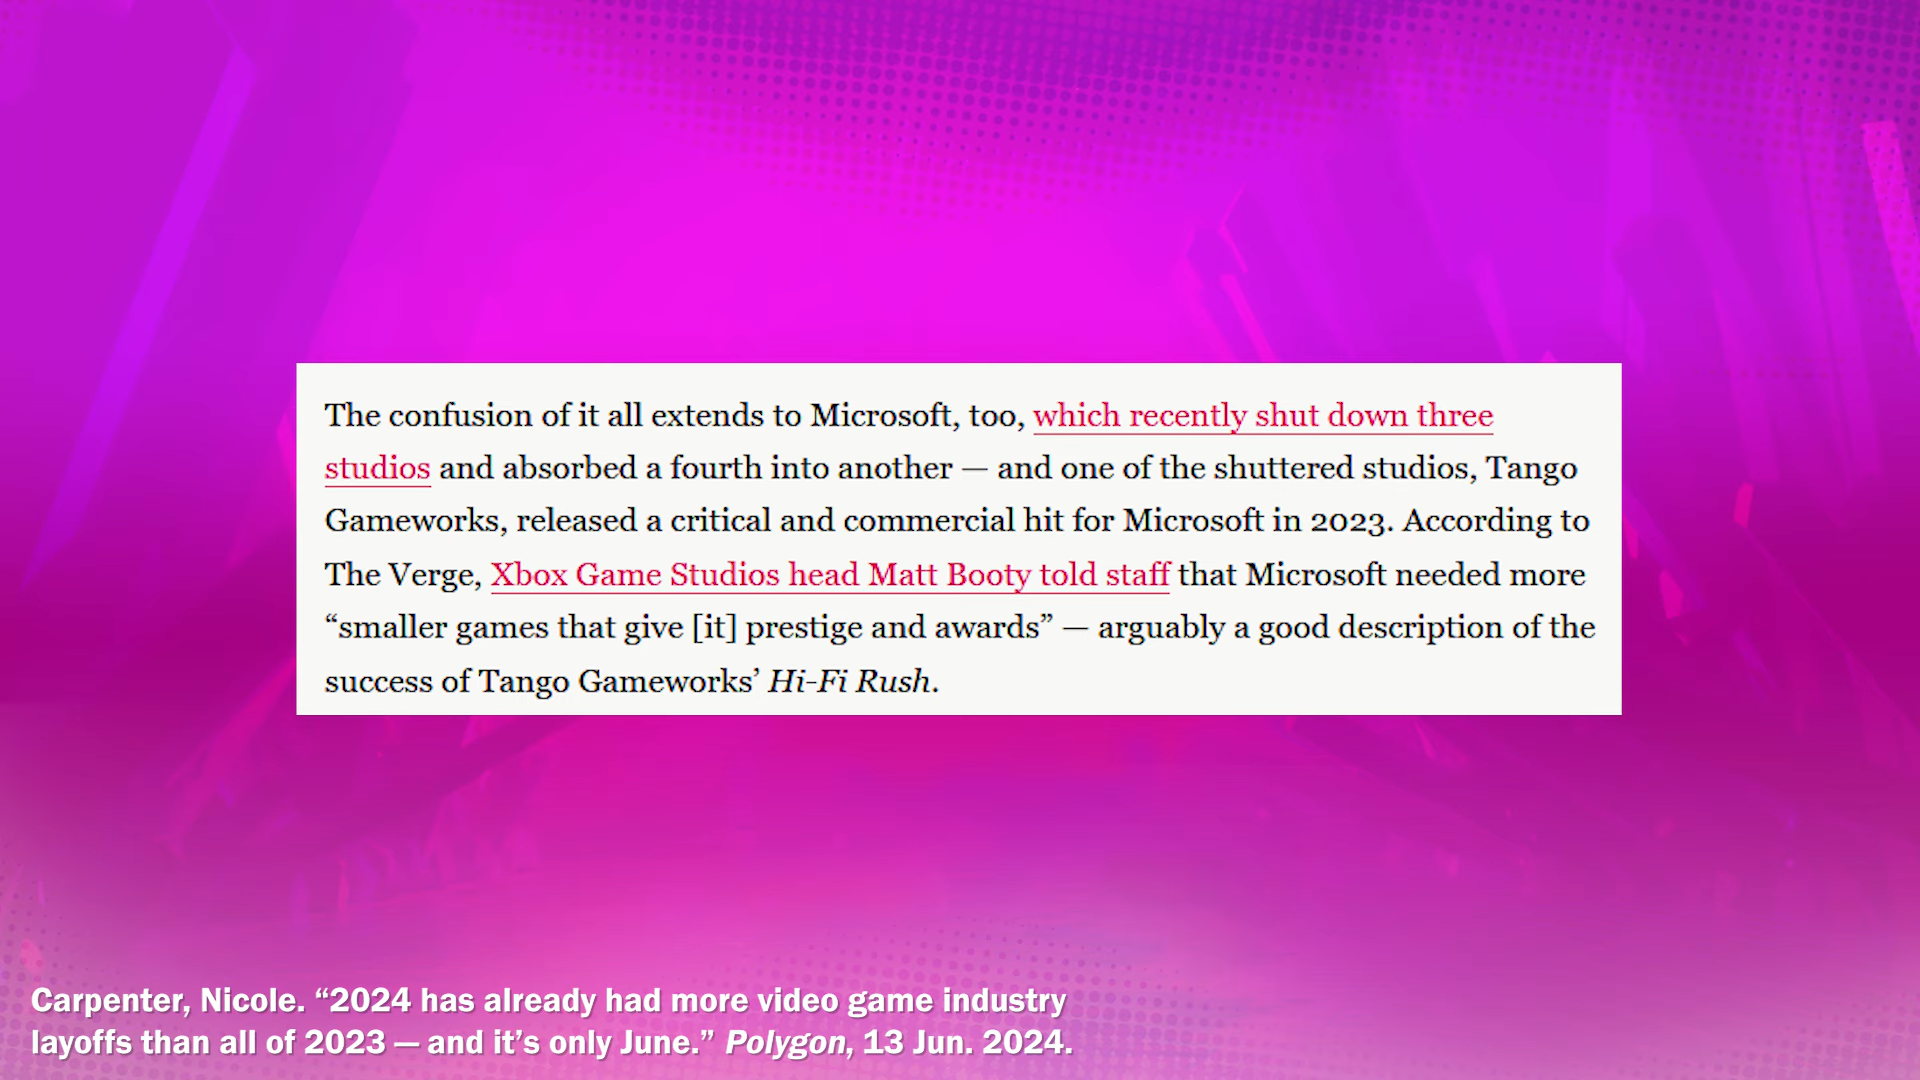 The confusion of it all extends to Microsoft, too, which recently shut down three
studios and absorbed a fourth into another — and one of the shuttered studios, Tango
Gameworks, released a critical and commercial hit for Microsoft in 2023. According to
The Verge, Xbox Game Studios head Matt Booty told staff that Microsoft needed more
“smaller games that give [it] prestige and awards” — arguably a good description of the
success of Tango Gameworks’ Hi-Fi Rush.
Carpenter, Nicole. “2024 has already had more video game industry
layoffs than all of 2023 — and it’s only June.” Polygon, 13 Jun. 2024.